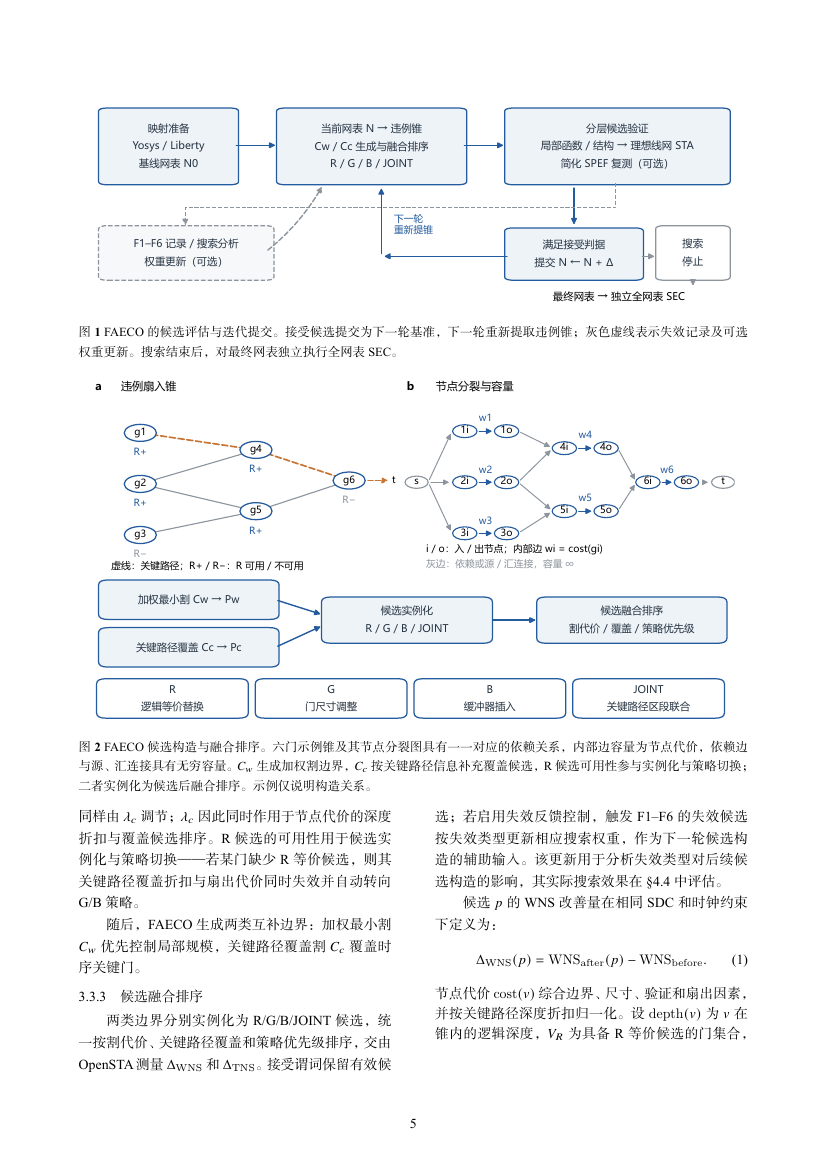 映射准备
Yosys / Liberty
基线网表 N0
当前网表 N → 违例锥
Cw / Cc 生成与融合排序
R / G / B / JOINT
分层候选验证
局部函数 / 结构 → 理想线网 STA
简化 SPEF 复测（可选）
F1–F6 记录 / 搜索分析
权重更新（可选）
下一轮
重新提锥
满足接受判据
提交 N ← N + Δ
搜索
停止
最终网表 → 独立全网表 SEC
图 1 FAECO 的候选评估与迭代提交。接受候选提交为下一轮基准，下一轮重新提取违例锥；灰色虚线表示失效记录及可选
权重更新。搜索结束后，对最终网表独立执行全网表 SEC。
a 违例扇入锥
g1
R+
g2
R+
g3
R−
g4
R+
g5
R+
g6
R−
t
虚线：关键路径；R+ / R−：R 可用 / 不可用
b 节点分裂与容量
s
w1
1i
1o
w2
2i
2o
w3
3i
3o
w4
4i
4o
w5
5i
5o
w6
6i
6o
t
i / o：入 / 出节点；内部边 wi = cost(gi)
灰边：依赖或源 / 汇连接，容量 ∞
加权最小割 Cw → Pw
关键路径覆盖 Cc → Pc
候选实例化
R / G / B / JOINT
候选融合排序
割代价 / 覆盖 / 策略优先级
R
逻辑等价替换
G
门尺寸调整
B
缓冲器插入
JOINT
关键路径区段联合
图 2 FAECO 候选构造与融合排序。六门示例锥及其节点分裂图具有一一对应的依赖关系，内部边容量为节点代价，依赖边
与源、汇连接具有无穷容量。Cw 生成加权割边界，Cc 按关键路径信息补充覆盖候选，R 候选可用性参与实例化与策略切换；
二者实例化为候选后融合排序。示例仅说明构造关系。
同样由 λc 调节；λc 因此同时作用于节点代价的深度
折扣与覆盖候选排序。R 候选的可用性用于候选实
例化与策略切换——若某门缺少 R 等价候选，则其
关键路径覆盖折扣与扇出代价同时失效并自动转向
G/B 策略。
随后，FAECO 生成两类互补边界：加权最小割
Cw 优先控制局部规模，关键路径覆盖割 Cc 覆盖时
序关键门。
3.3.3 候选融合排序
两类边界分别实例化为 R/G/B/JOINT 候选，统
一按割代价、关键路径覆盖和策略优先级排序，交由
OpenSTA 测量 ΔWNS 和 ΔTNS。接受谓词保留有效候
选；若启用失效反馈控制，触发 F1–F6 的失效候选
按失效类型更新相应搜索权重，作为下一轮候选构
造的辅助输入。该更新用于分析失效类型对后续候
选构造的影响，其实际搜索效果在 §4.4 中评估。
候选 p 的 WNS 改善量在相同 SDC 和时钟约束
下定义为：
ΔWNS(p) = WNSafter(p) − WNSbefore. (1)
节点代价 cost(v) 综合边界、尺寸、验证和扇出因素，
并按关键路径深度折扣归一化。设 depth(v) 为 v 在
锥内的逻辑深度，VR 为具备 R 等价候选的门集合，
5